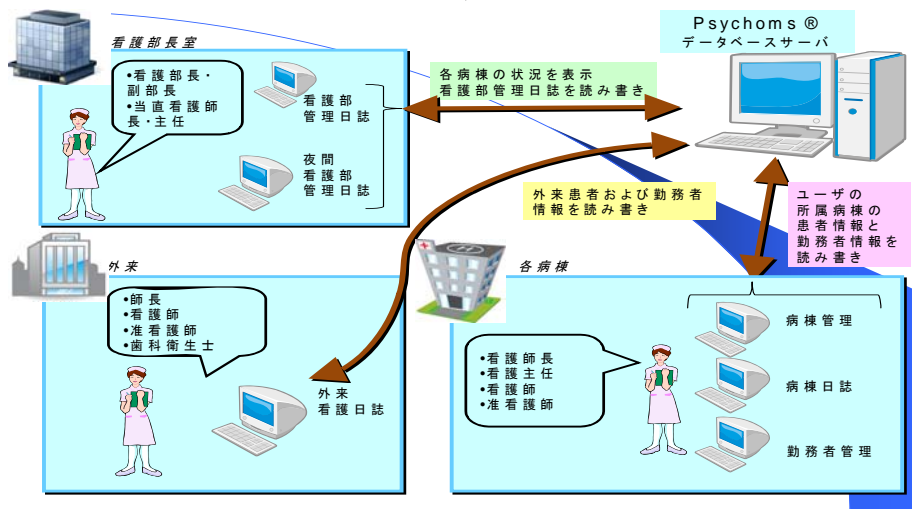 Psychoms®
データベースサーバ
看護部長室
•看護部長・
副部長
•当直看護師
長・主任
看護部
管理日誌
夜間
看護部
管理日誌
各病棟の状況を表示
看護部管理日誌を読み書き
外来患者および勤務者
情報を読み書き
ユーザの
所属病棟の
患者情報と
勤務者情報を
読み書き
外来
•師長
•看護師
•准看護師
•歯科衛生士
外来
看護日誌
各病棟
•看護師長
•看護主任
•看護師
•准看護師
病棟管理
病棟日誌
勤務者管理